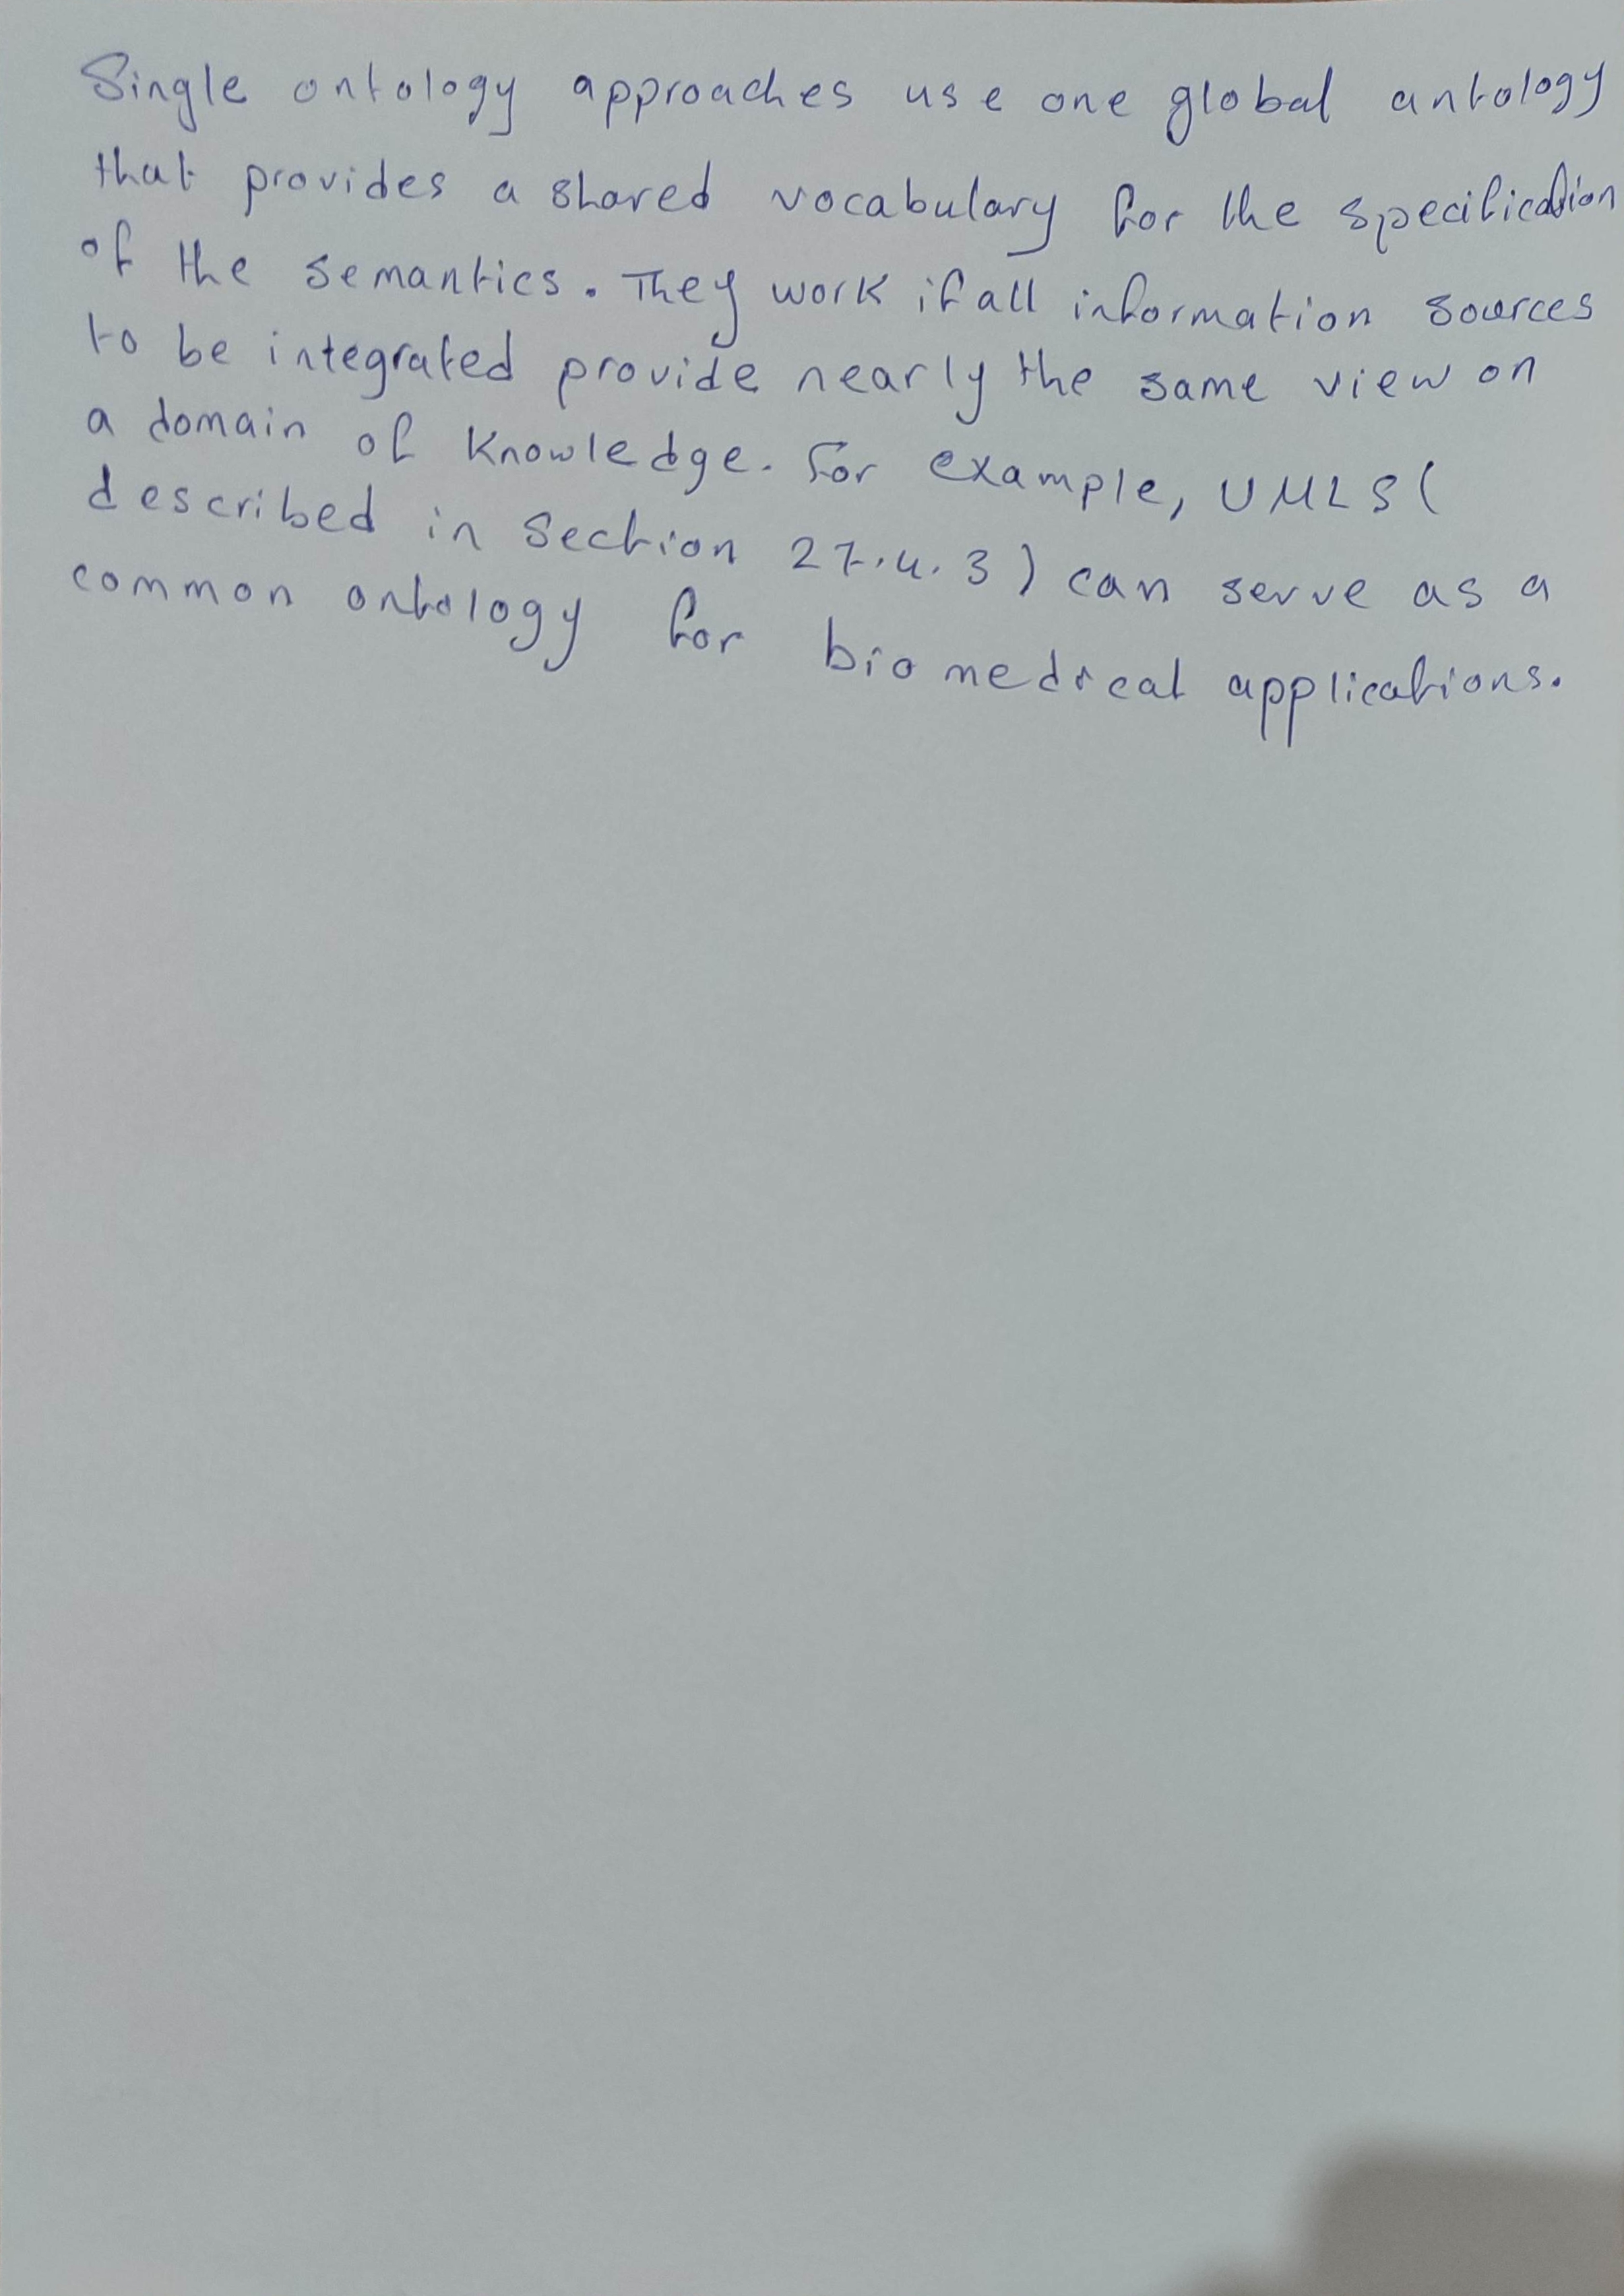 Single ontology approaches use one global antology
that provides a shared vocabulary for the specification
of the semantics. They work if all information sources
to be integrated provide nearly the same view on
a domain of knowledge. For example, UMLS (
described in Section 27.4.3) can serve as a
common ontology for biomedical applications.